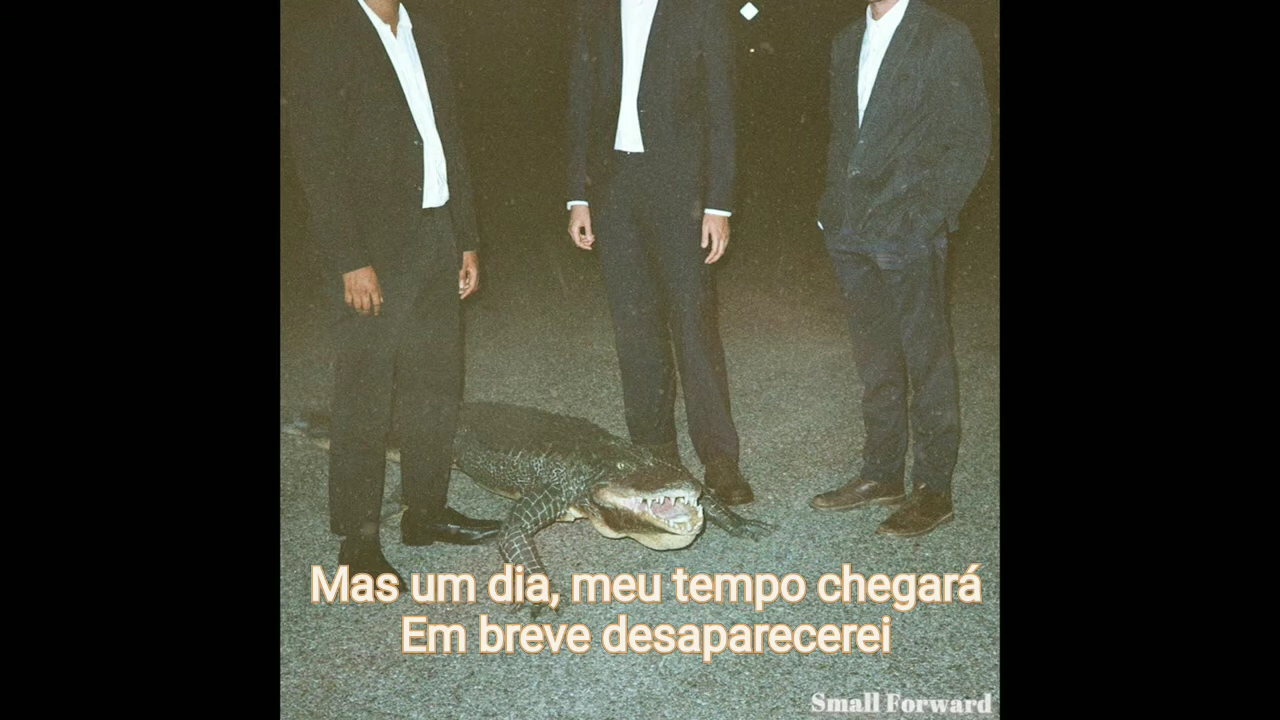 Mas um dia, meu tempo chegará
Em breve desaparecerei
Small Forward